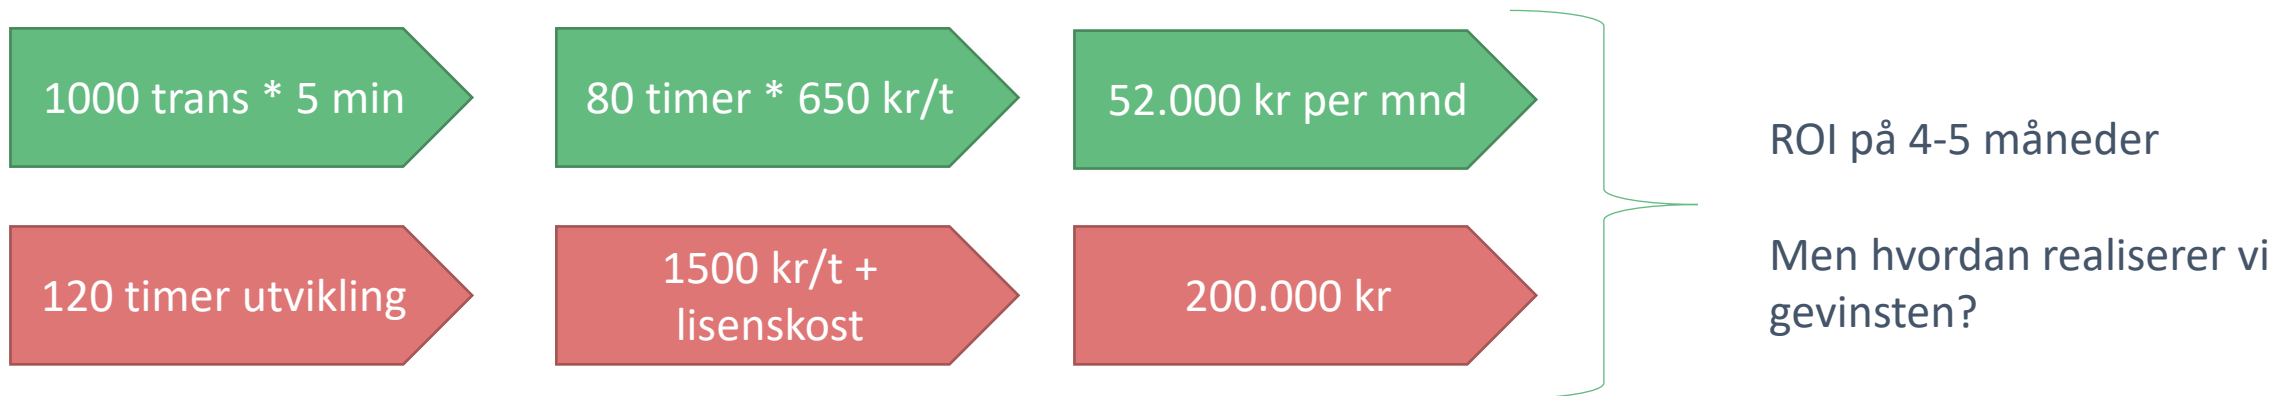 1000 trans * 5 min
80 timer * 650 kr/t
52.000 kr per mnd
120 timer utvikling
1500 kr/t +
lisenskost
200.000 kr
ROI på 4-5 måneder
Men hvordan realiserer vi
gevinsten?